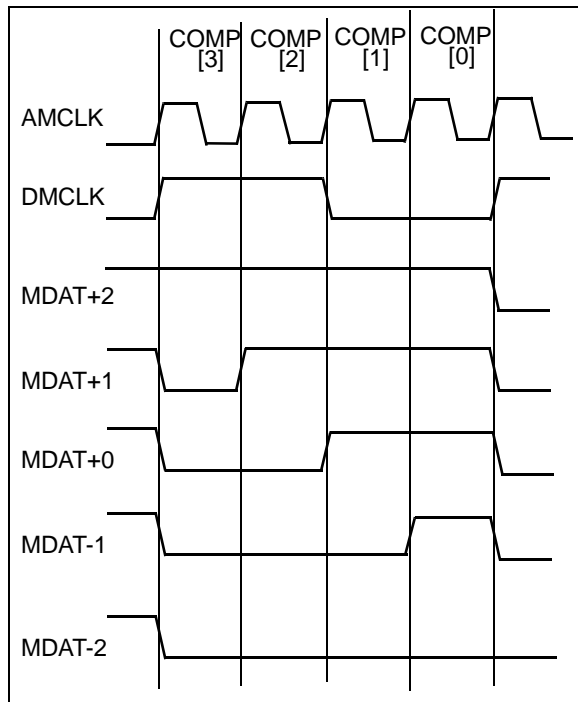 COMP COMP COMP COMP
[3] [2] [1] [0]
AMCLK
DMCLK
MDAT+2
MDAT+1
MDAT+0
MDAT-1
MDAT-2